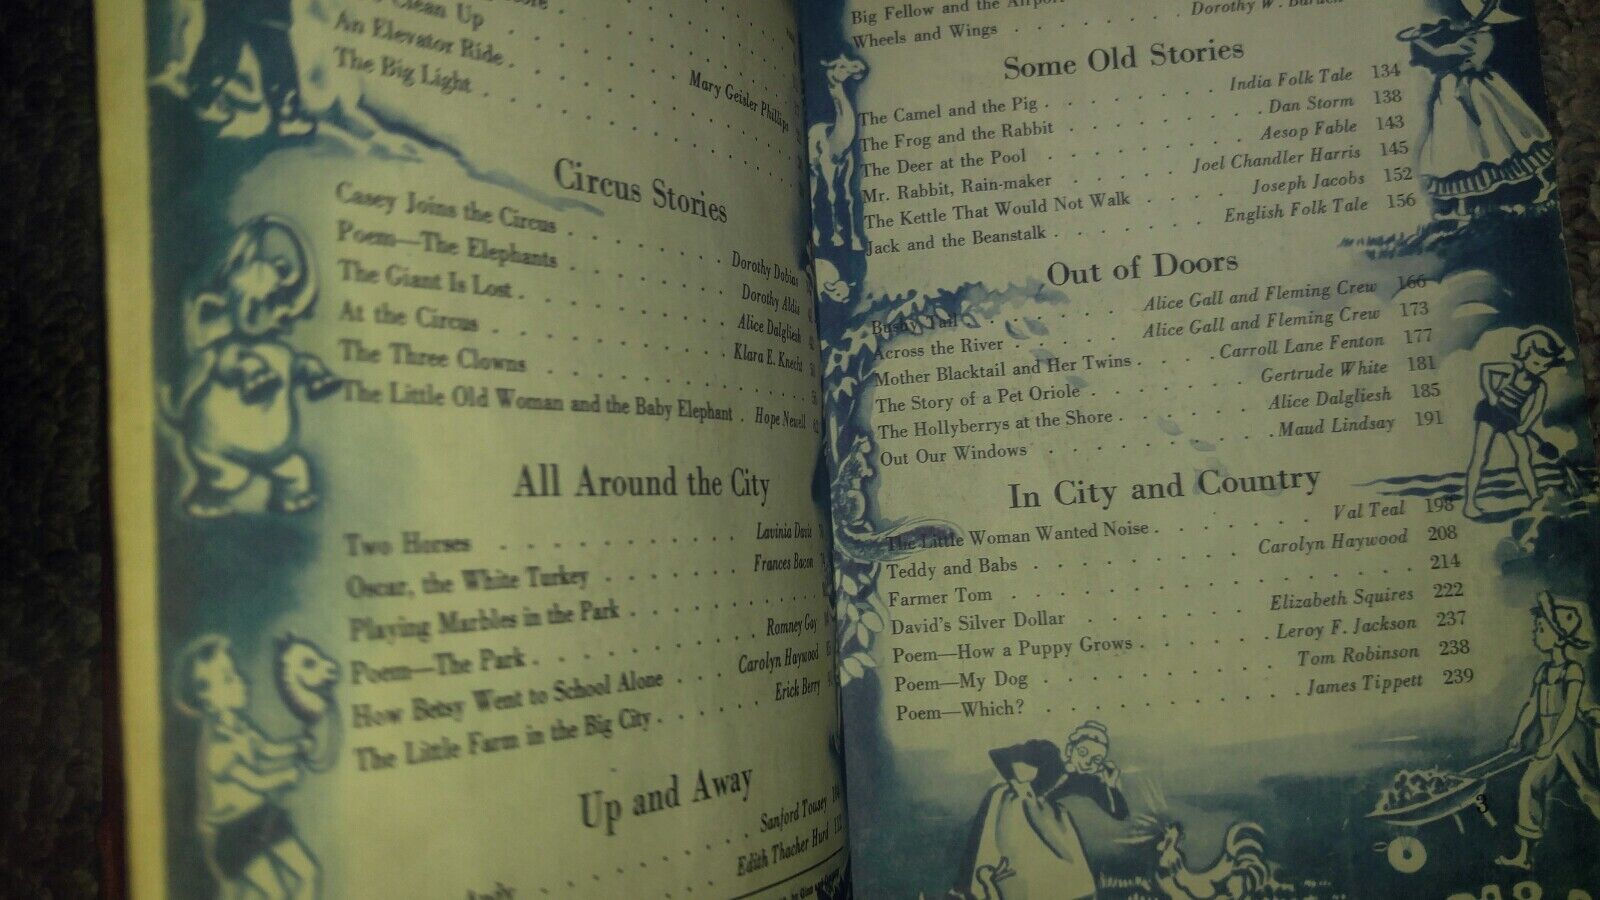 Clean Up
An Elevator Ride . . . . . . . . Mary Geisler Phillips
The Big Light . . . . . . . .
Circus Stories
Casey Joins the Circus . . . . . . . Dorothy Dobias
Poem—The Elephants . . . . . . . Dorothy Aldis
The Giant Is Lost . . . . . . . . Alice Dalgliesh
At the Circus . . . . . . . . Klara E. Knecht
The Three Clowns . . . . . . . . 56
The Little Old Woman and the Baby Elephant . Hope Newell 62
All Around the City
Two Horses . . . . . . . . Lavinia Davis
Oscar, the White Turkey . . . . . . Frances Bacon
Playing Marbles in the Park . . . . . . . .
Poem—The Park . . . . . . . . Romney Gay
How Betsy Went to School Alone . . . Carolyn Haywood
The Little Farm in the Big City . . . . . Erick Berry
Up and Away
. . . . Sanford Tousey
. . . . . . . . Edith Thacher Hurd 112
Big Fellow and the Airport
Wheels and Wings . . . . . . . . Dorothy W.
Some Old Stories
The Camel and the Pig . . . . . . . India Folk Tale 134
The Frog and the Rabbit . . . . . . . . Dan Storm 138
The Deer at the Pool . . . . . . . . Aesop Fable 143
Mr. Rabbit, Rain-maker . . . . . Joel Chandler Harris 145
The Kettle That Would Not Walk . . . . Joseph Jacobs 152
Jack and the Beanstalk . . . . . . . English Folk Tale 156
Out of Doors
Bushy Tail . . . . . . . Alice Gall and Fleming Crew 166
Across the River . . . . . . Alice Gall and Fleming Crew 173
Mother Blacktail and Her Twins . . . . Carroll Lane Fenton 177
The Story of a Pet Oriole . . . . . . . Gertrude White 181
The Hollyberrys at the Shore . . . . . . Alice Dalgliesh 185
Out Our Windows . . . . . . . . . Maud Lindsay 191
In City and Country
The Little Woman Wanted Noise . . . . . . . Val Teal 198
Teddy and Babs . . . . . . . . . Carolyn Haywood 208
Farmer Tom . . . . . . . . . . . . . . 214
David's Silver Dollar . . . . . . . Elizabeth Squires 222
Poem—How a Puppy Grows . . . . . . Leroy F. Jackson 237
Poem—My Dog . . . . . . . . . . Tom Robinson 238
Poem—Which? . . . . . . . . . . . James Tippett 239
3